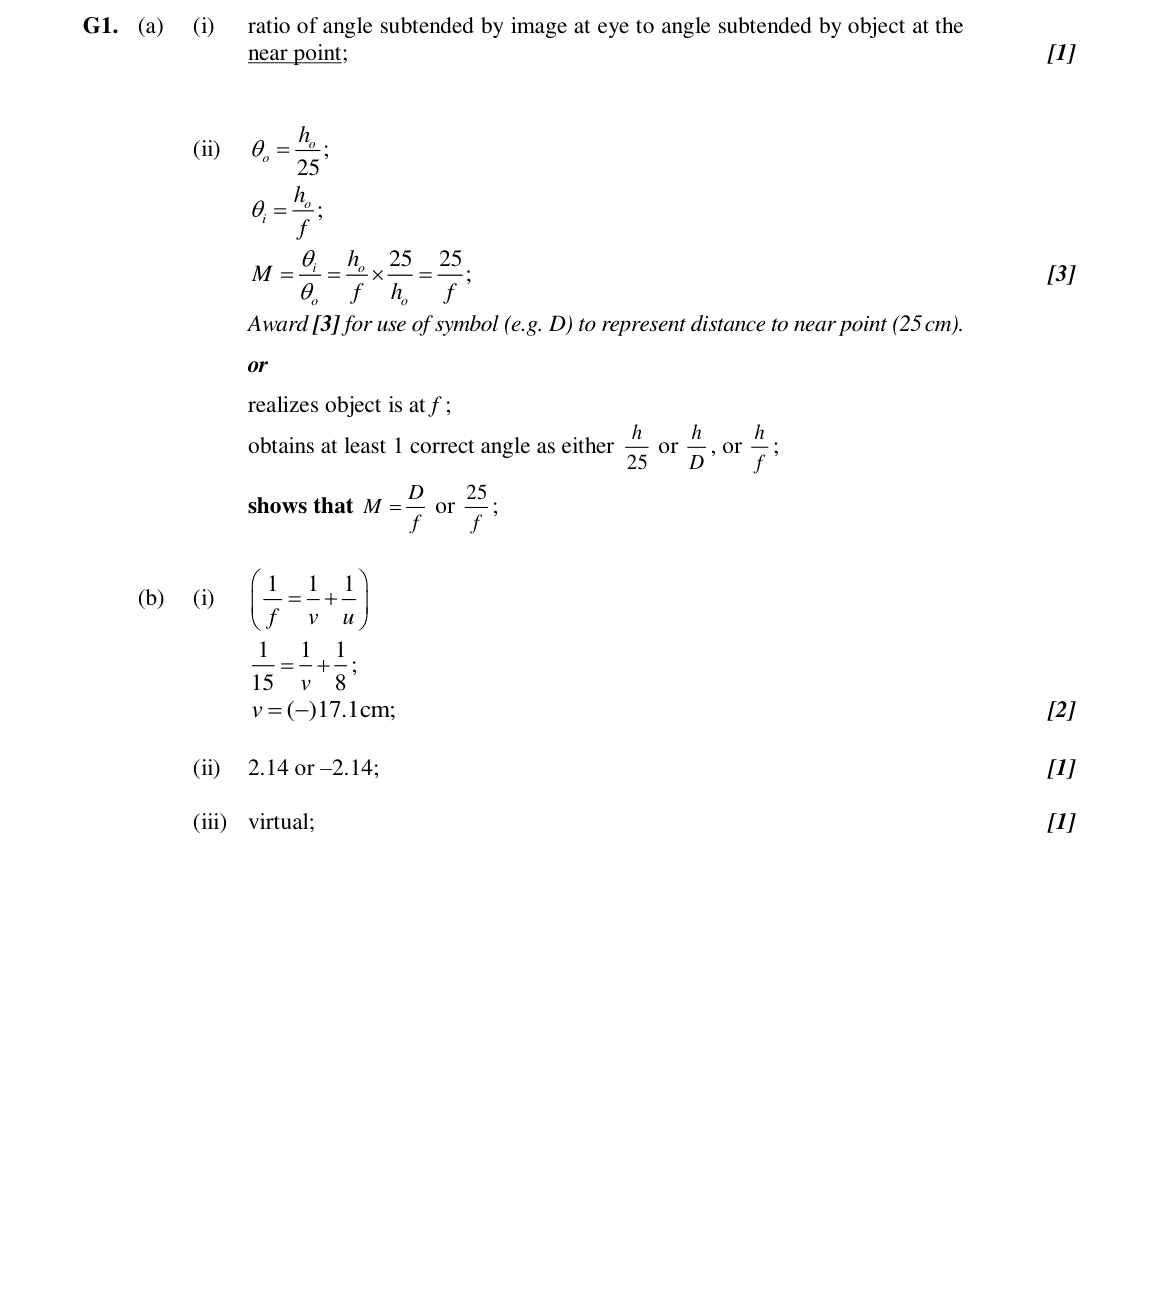 G1. (a) (i) ratio of angle subtended by image at eye to angle subtended by object at the
near point; [1]
(ii) θₒ = hₒ/25;
θᵢ = hₒ/f;
M = θᵢ/θₒ = hₒ/f × 25/hₒ = 25/f; [3]
Award [3] for use of symbol (e.g. D) to represent distance to near point (25 cm).
or
realizes object is at f ;
obtains at least 1 correct angle as either h/25 or h/D, or h/f;
shows that M = D/f or 25/f;
(b) (i) (1/f = 1/v + 1/u)
1/15 = 1/v + 1/8;
v = (−)17.1cm; [2]
(ii) 2.14 or –2.14; [1]
(iii) virtual; [1]